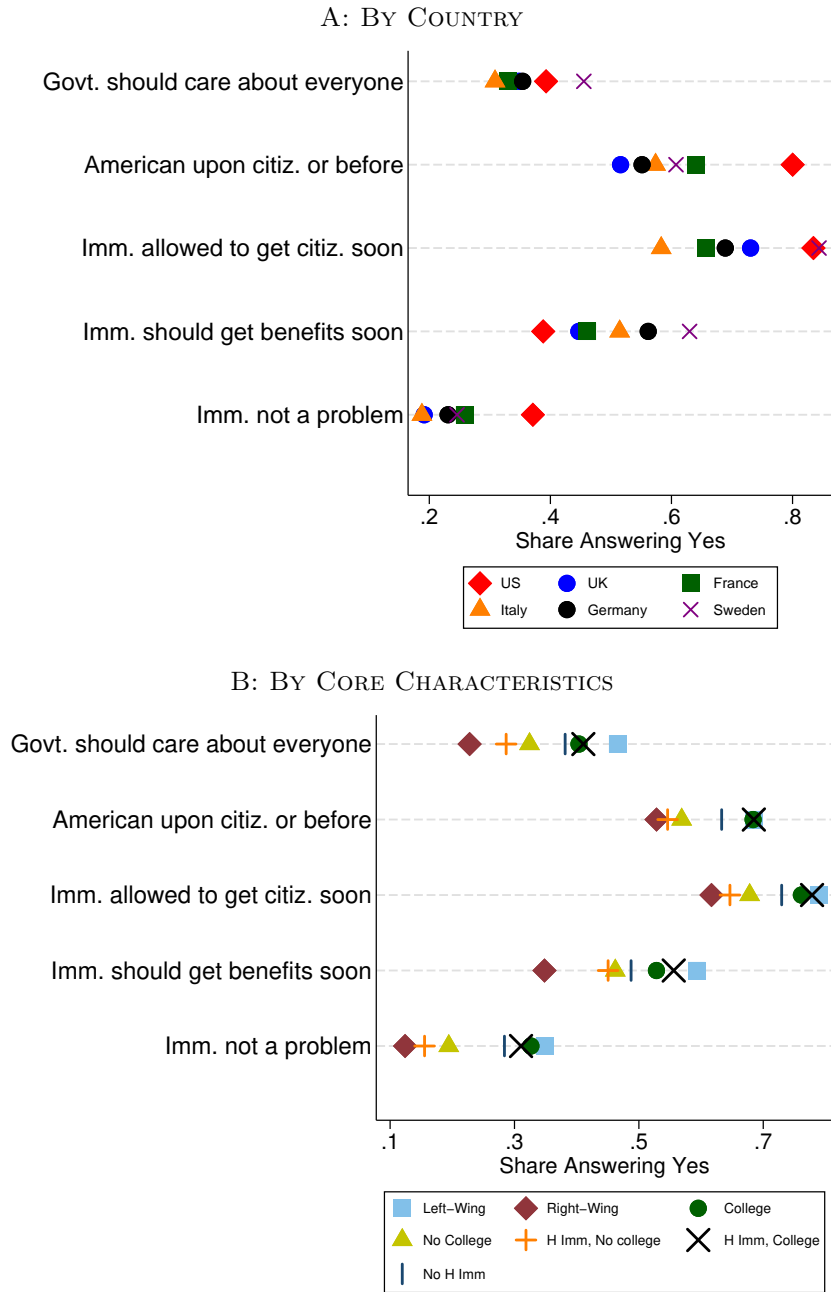 A: By Country
Govt. should care about everyone
American upon citiz. or before
Imm. allowed to get citiz. soon
Imm. should get benefits soon
Imm. not a problem
.2 .4 .6 .8
Share Answering Yes
US UK France
Italy Germany Sweden
B: By Core Characteristics
Govt. should care about everyone
American upon citiz. or before
Imm. allowed to get citiz. soon
Imm. should get benefits soon
Imm. not a problem
.1 .3 .5 .7
Share Answering Yes
Left-Wing Right-Wing College
No College H Imm, No college H Imm, College
No H Imm